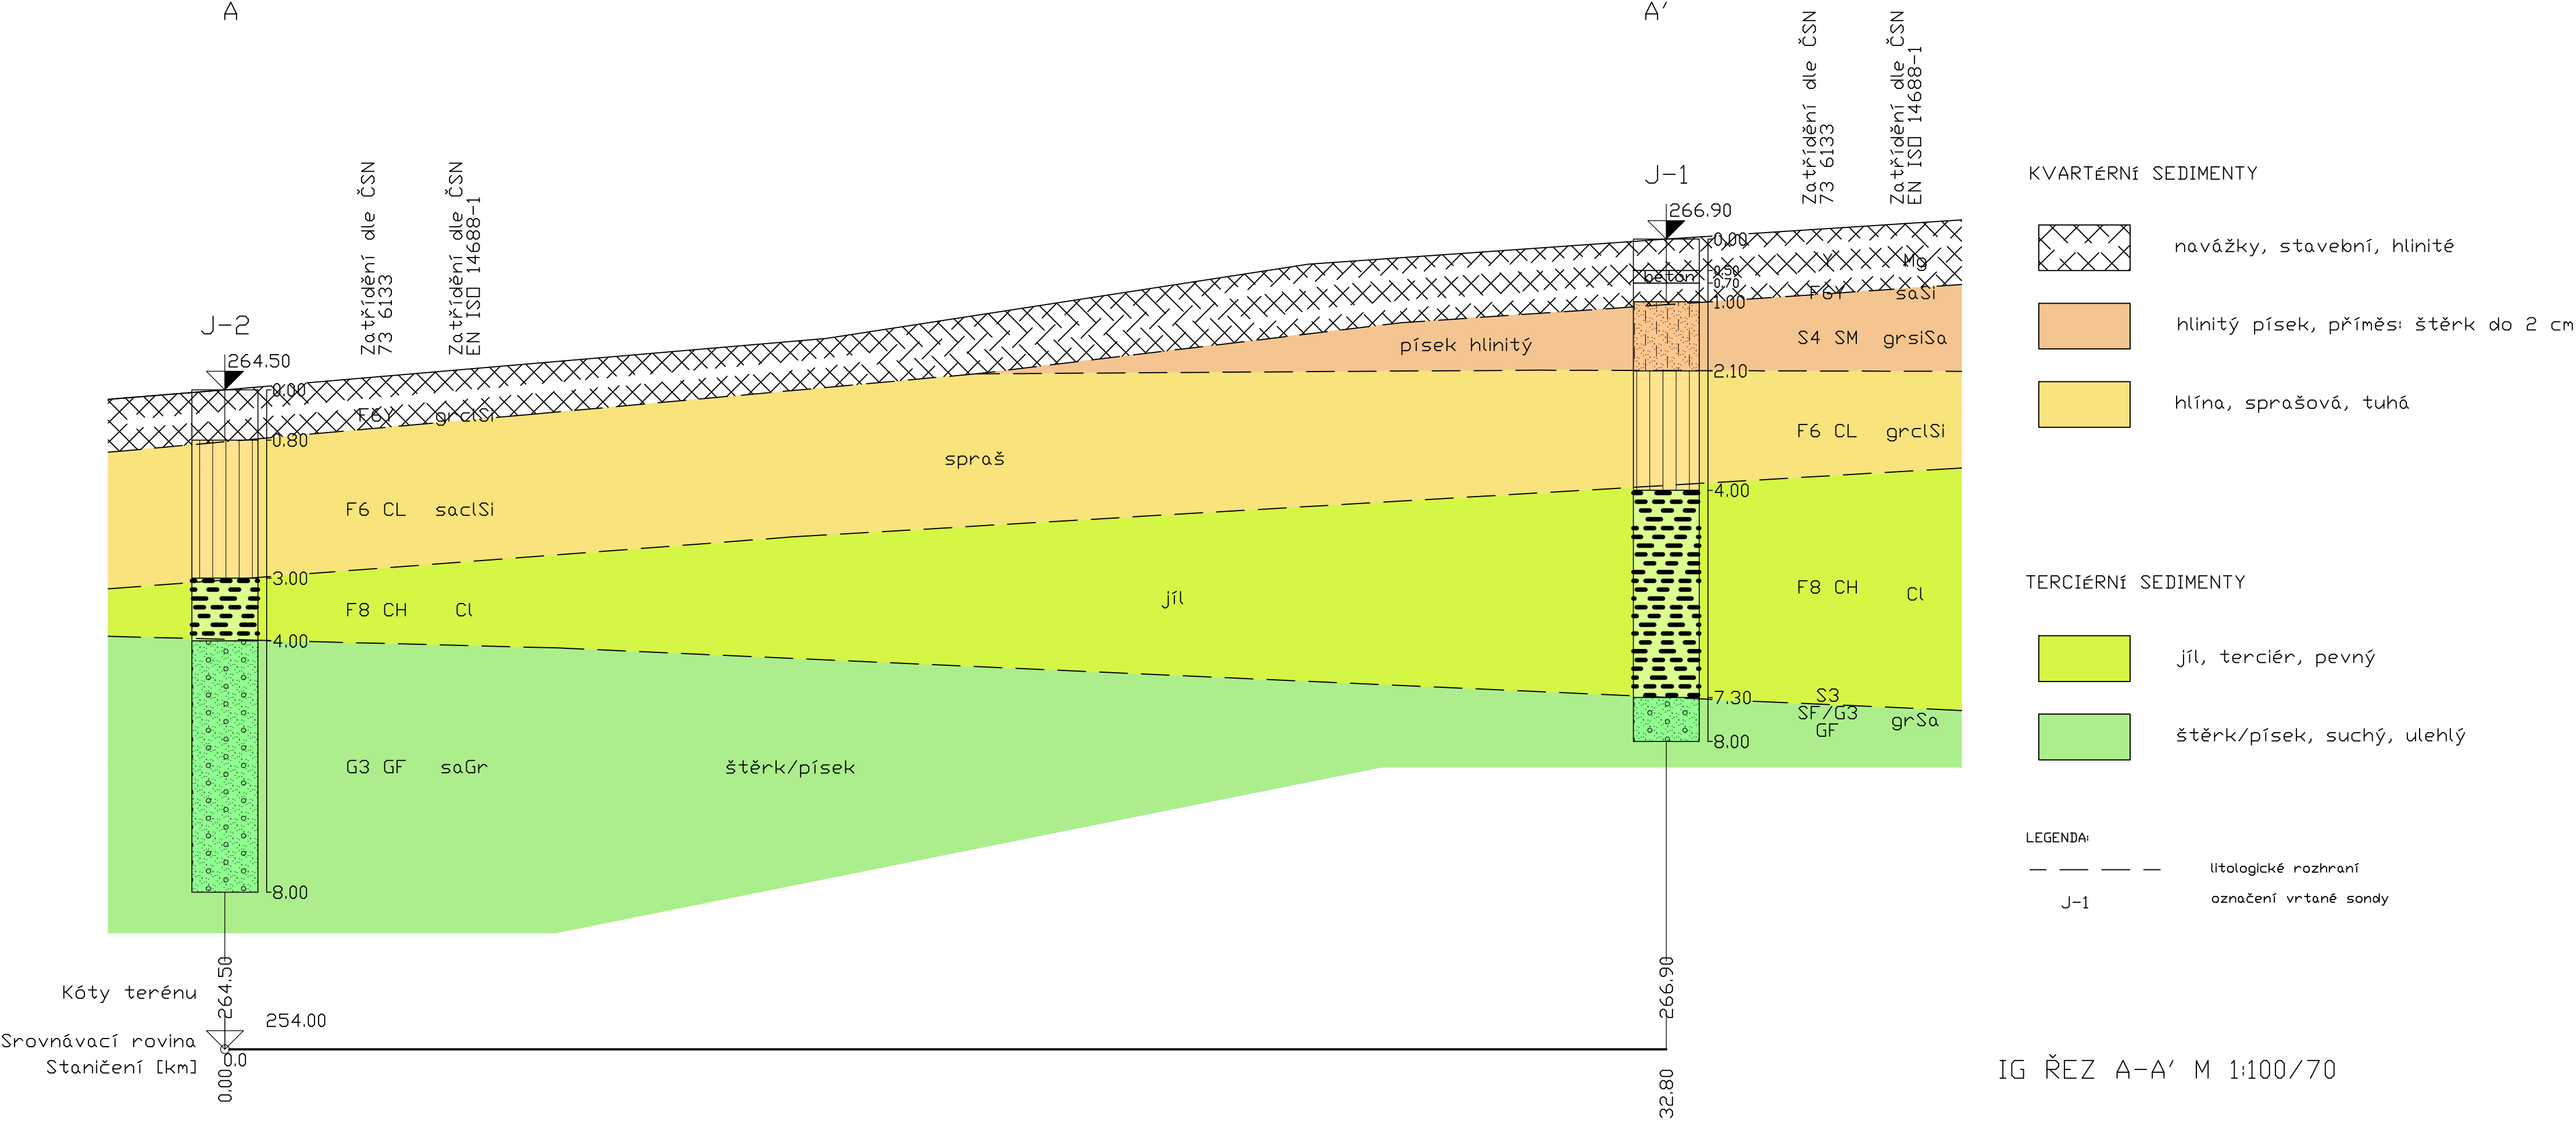 A
A'
Zatřídění dle ČSN
73 6133
Zatřídění dle ČSN
EN ISO 14688-1
J-1
266.90
0.00
Y
Mg
0.50
beton
0.70
F6Y
saSi
1.00
S4 SM
grsiSa
písek hlinitý
2.10
F6 CL
grclSi
4.00
F8 CH
Cl
7.30
S3
SF/G3
GF
grSa
8.00
Zatřídění dle ČSN
73 6133
Zatřídění dle ČSN
EN ISO 14688-1
J-2
264.50
0.00
F6Y
grclSi
0.80
spraš
F6 CL
saclSi
3.00
F8 CH
Cl
jíl
4.00
G3 GF
saGr
štěrk/písek
8.00
KVARTéRNí SEDIMENTY
navážky, stavební, hlinité
hlinitý písek, příměs: štěrk do 2 cm
hlína, sprašová, tuhá
TERCIéRNí SEDIMENTY
jíl, terciér, pevný
štěrk/písek, suchý, ulehlý
LEGENDA:
litologické rozhraní
J-1
označení vrtané sondy
Kóty terénu
264.50
266.90
254.00
Srovnávací rovina
0.0
Staničení [km]
0.00
32.80
IG ŘEZ A-A' M 1:100/70